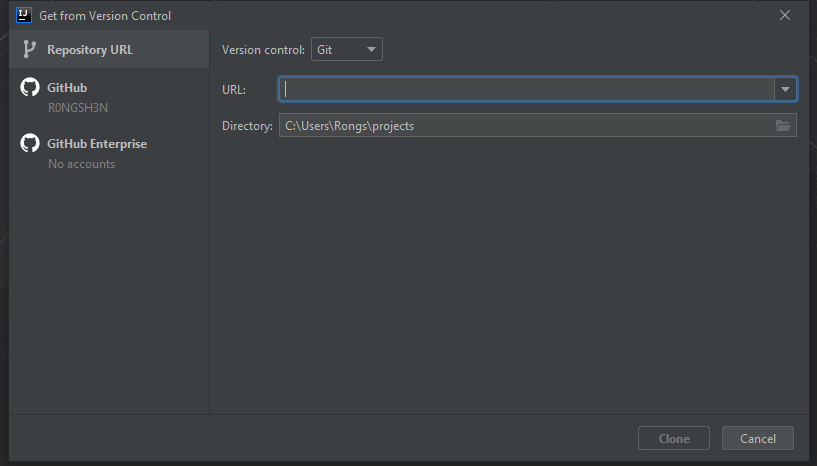 IJ
Get from Version Control
Repository URL
GitHub
R0NGSH3N
GitHub Enterprise
No accounts
Version control: Git
URL:
Directory: C:\Users\Rongs\projects
Clone
Cancel